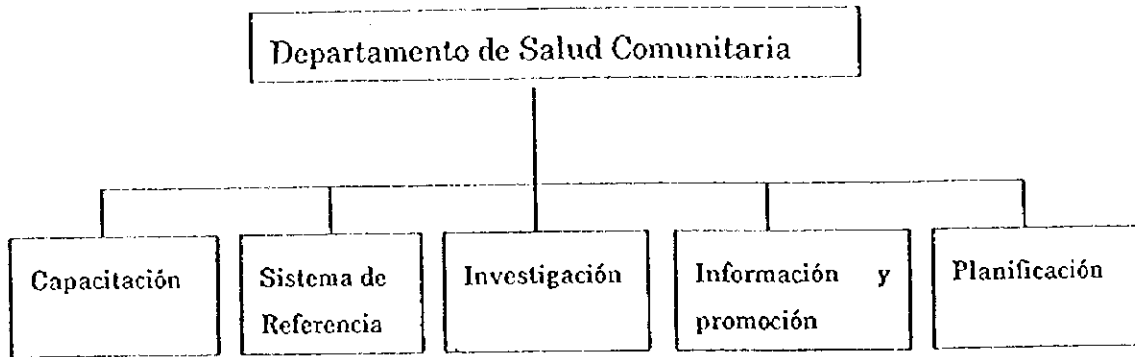 Departamento de Salud Comunitaria
Capacitación
Sistema de
Referencia
Investigación
Información y
promoción
Planificación